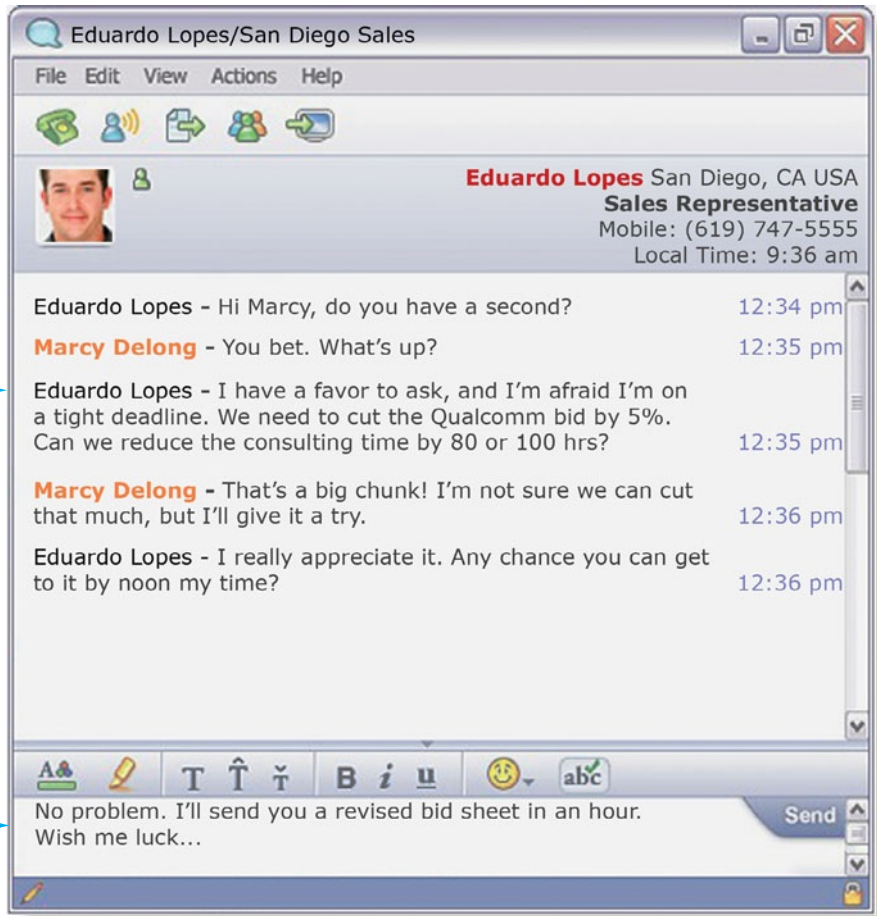 Eduardo Lopes/San Diego Sales
File Edit View Actions Help
Eduardo Lopes San Diego, CA USA
Sales Representative
Mobile: (619) 747-5555
Local Time: 9:36 am
Eduardo Lopes - Hi Marcy, do you have a second? 12:34 pm
Marcy Delong - You bet. What's up? 12:35 pm
Eduardo Lopes - I have a favor to ask, and I'm afraid I'm on
a tight deadline. We need to cut the Qualcomm bid by 5%.
Can we reduce the consulting time by 80 or 100 hrs? 12:35 pm
Marcy Delong - That's a big chunk! I'm not sure we can cut
that much, but I'll give it a try. 12:36 pm
Eduardo Lopes - I really appreciate it. Any chance you can get
to it by noon my time? 12:36 pm
A T T T B i u abc
No problem. I'll send you a revised bid sheet in an hour. Send
Wish me luck...